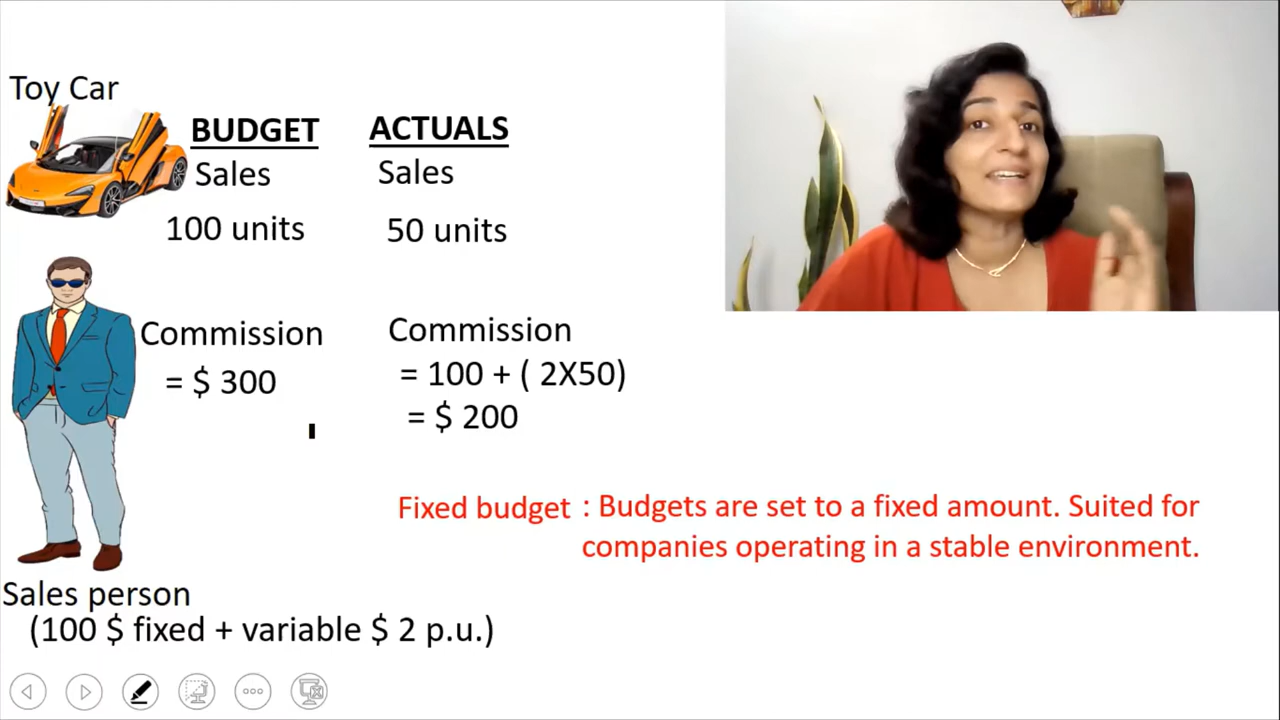 Toy Car
BUDGET
ACTUALS
Sales
Sales
100 units
50 units
Commission
= $ 300
Commission
= 100 + ( 2X50)
= $ 200
Fixed budget : Budgets are set to a fixed amount. Suited for
companies operating in a stable environment.
Sales person
(100 $ fixed + variable $ 2 p.u.)